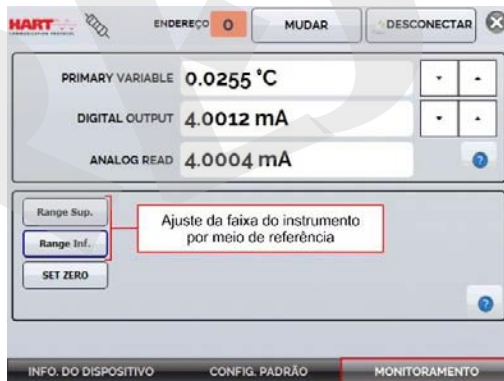 HART
COMMUNICATION PROTOCOL
ENDEREÇO 0 MUDAR DESCONECTAR
PRIMARY VARIABLE 0.0255 °C
DIGITAL OUTPUT 4.0012 mA
ANALOG READ 4.0004 mA
?
Range Sup.
Range Inf.
SET ZERO
Ajuste da faixa do instrumento
por meio de referência
?
INFO. DO DISPOSITIVO CONFIG. PADRÃO MONITORAMENTO